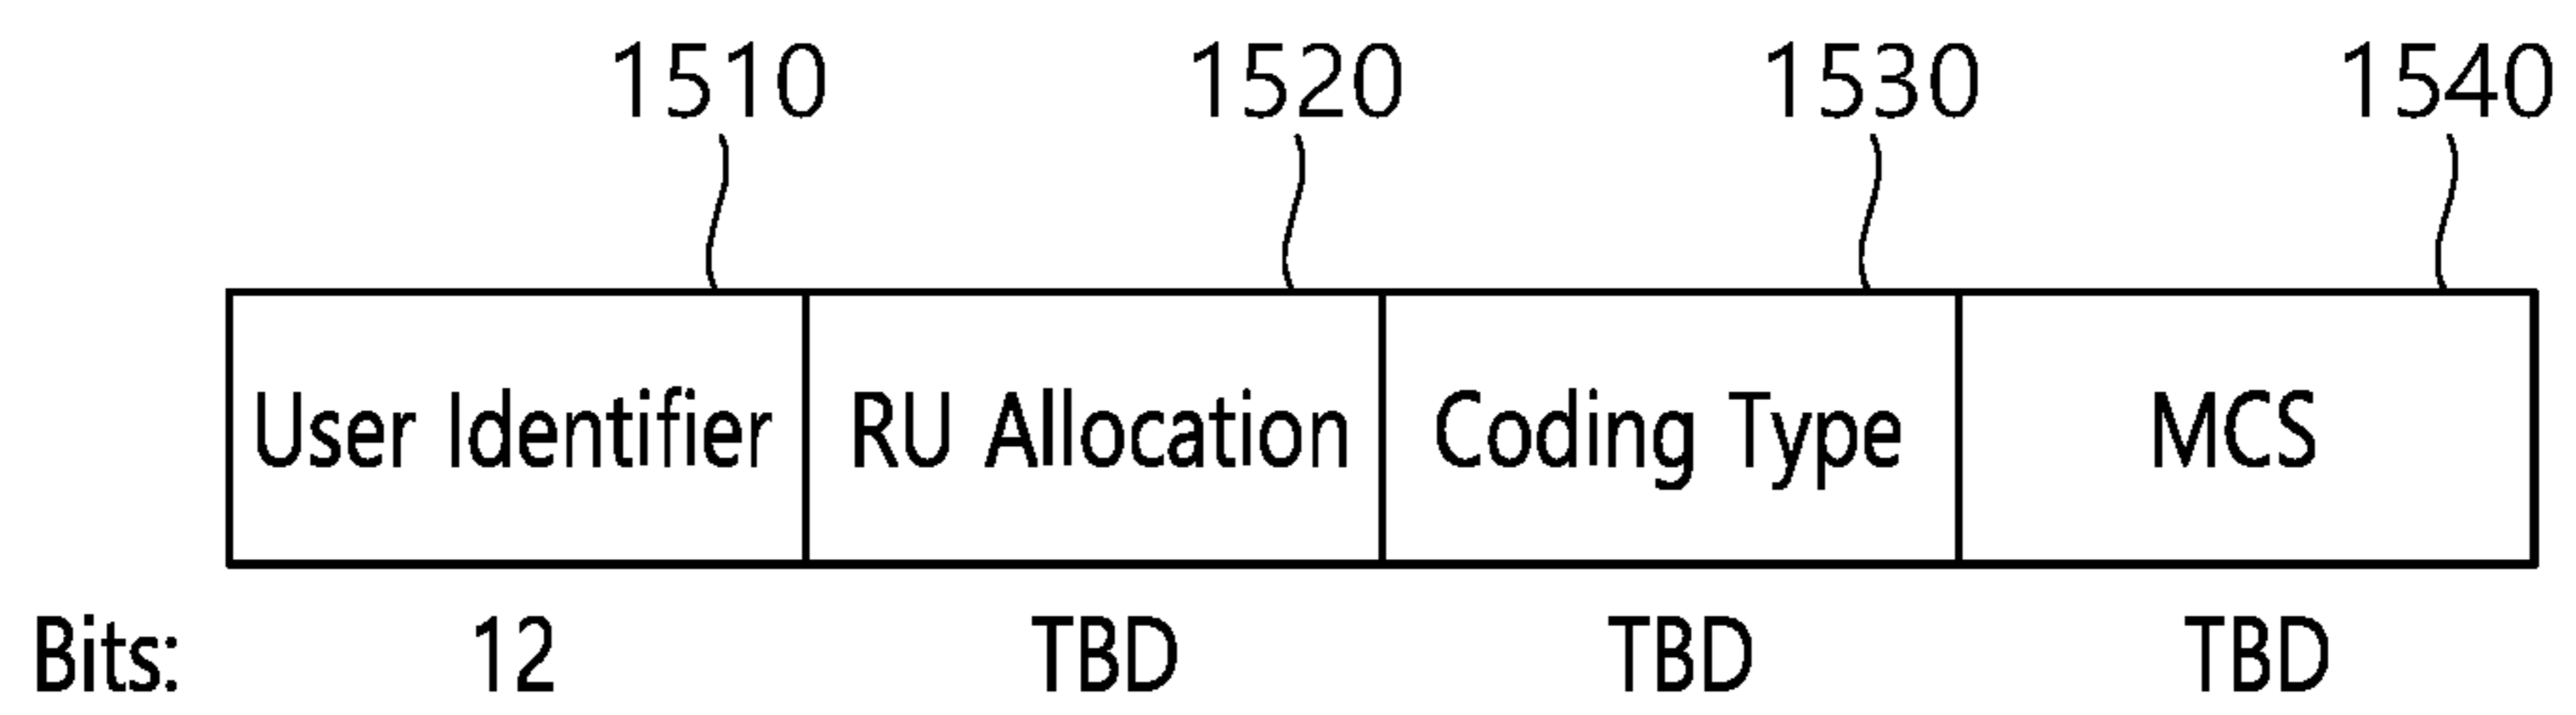 1510 1520 1530 1540
User Identifier RU Allocation Coding Type MCS
Bits: 12 TBD TBD TBD